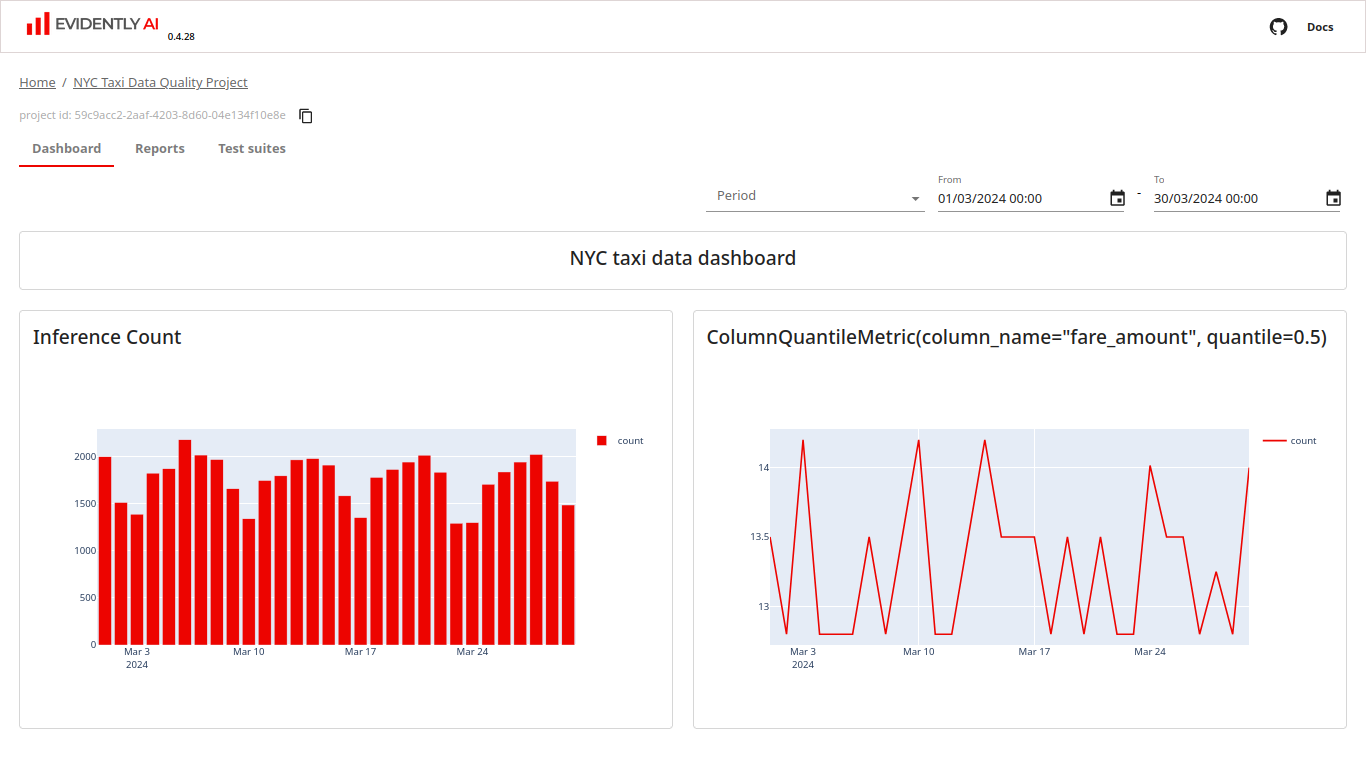 EVIDENTLY AI 0.4.28
Docs
Home / NYC Taxi Data Quality Project
project id: 59c9acc2-2aaf-4203-8d60-04e134f10e8e
Dashboard Reports Test suites
Period
From
01/03/2024 00:00
-
To
30/03/2024 00:00
NYC taxi data dashboard
Inference Count
2000
1500
1000
500
0
Mar 3
2024
Mar 10
Mar 17
Mar 24
count
ColumnQuantileMetric(column_name="fare_amount", quantile=0.5)
14
13.5
13
Mar 3
2024
Mar 10
Mar 17
Mar 24
count